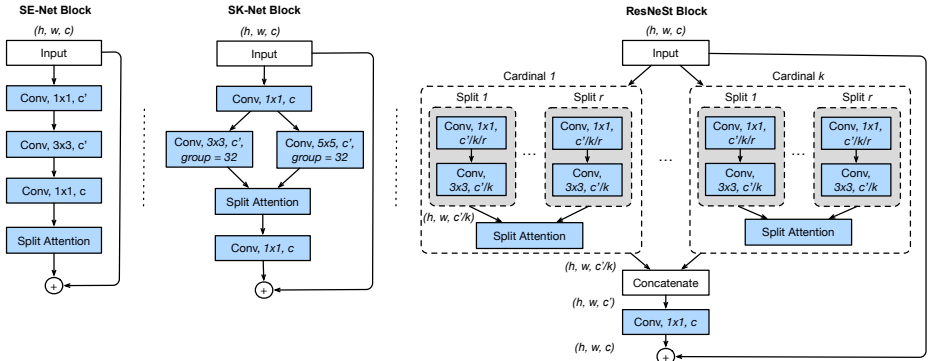 SE-Net Block
(h, w, c)
Input
Conv, 1x1, c'
Conv, 3x3, c'
Conv, 1x1, c
Split Attention
+
SK-Net Block
(h, w, c)
Input
Conv, 1x1, c
Conv, 3x3, c',
group = 32
Conv, 5x5, c',
group = 32
Split Attention
Conv, 1x1, c
+
ResNeSt Block
(h, w, c)
Input
Cardinal 1
Split 1
Conv, 1x1,
c'/k/r
Conv,
3x3, c'/k
...
Split r
Conv, 1x1,
c'/k/r
Conv,
3x3, c'/k
(h, w, c'/k)
Split Attention
...
Cardinal k
Split 1
Conv, 1x1,
c'/k/r
Conv,
3x3, c'/k
...
Split r
Conv, 1x1,
c'/k/r
Conv,
3x3, c'/k
Split Attention
(h, w, c'/k)
Concatenate
(h, w, c')
Conv, 1x1, c
(h, w, c)
+